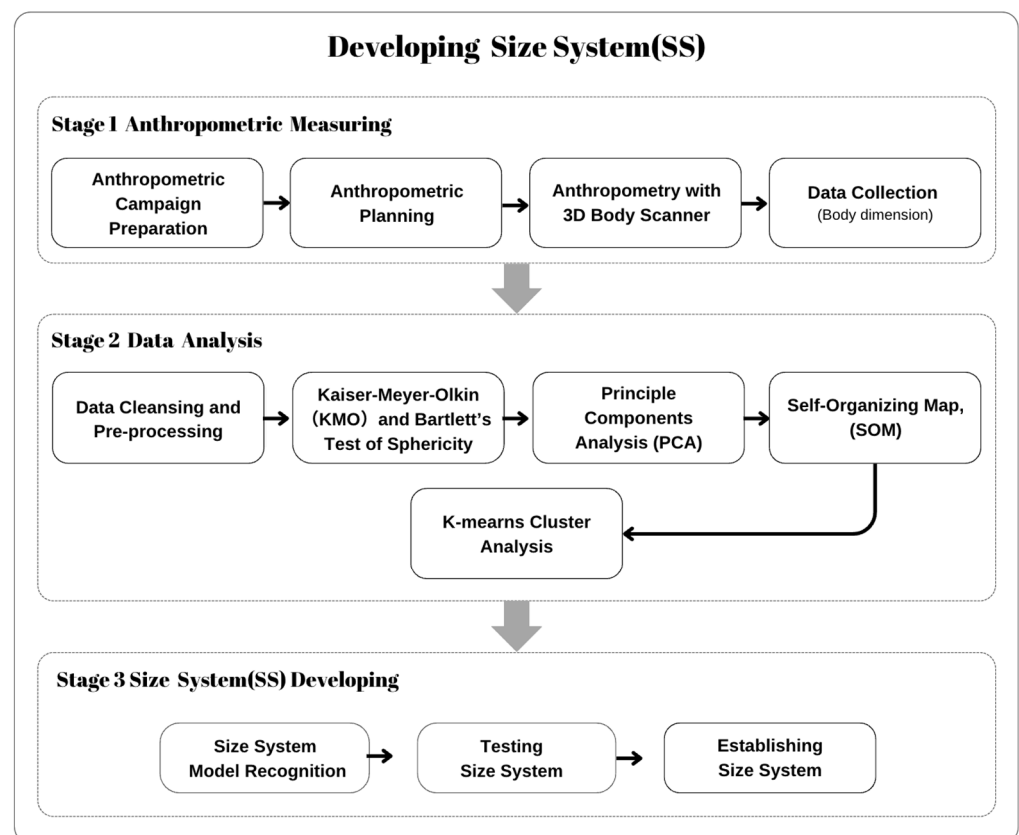 Developing Size System(SS)
Stage 1 Anthropometric Measuring
Anthropometric
Campaign
Preparation
Anthropometric
Planning
Anthropometry with
3D Body Scanner
Data Collection
(Body dimension)
Stage 2 Data Analysis
Data Cleansing and
Pre-processing
Kaiser-Meyer-Olkin
（KMO）and Bartlett’s
Test of Sphericity
Principle
Components
Analysis (PCA)
Self-Organizing Map,
(SOM)
K-mearns Cluster
Analysis
Stage 3 Size System(SS) Developing
Size System
Model Recognition
Testing
Size System
Establishing
Size System